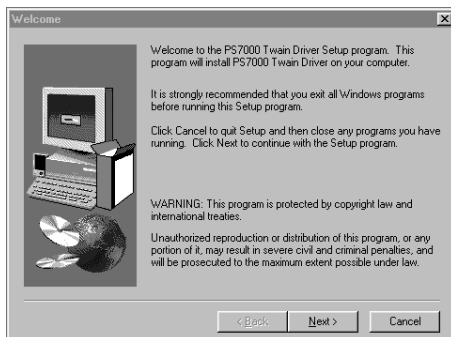 Welcome
Welcome to the PS7000 Twain Driver Setup program. This
program will install PS7000 Twain Driver on your computer.
It is strongly recommended that you exit all Windows programs
before running this Setup program.
Click Cancel to quit Setup and then close any programs you have
running. Click Next to continue with the Setup program.
WARNING: This program is protected by copyright law and
international treaties.
Unauthorized reproduction or distribution of this program, or any
portion of it, may result in severe civil and criminal penalties, and
will be prosecuted to the maximum extent possible under law.
< Back
Next >
Cancel